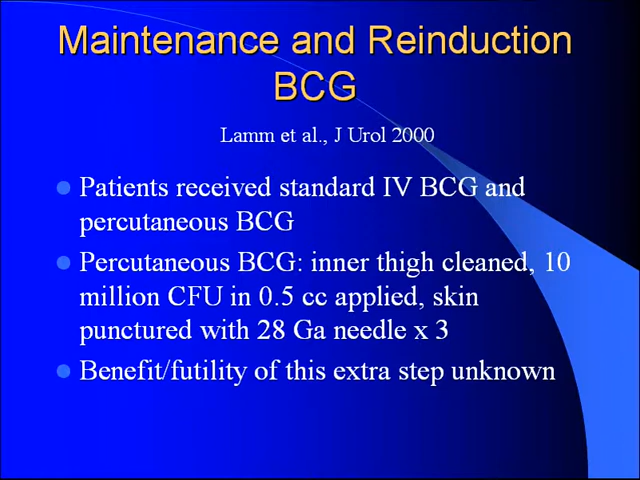 Maintenance and Reinduction
BCG
Lamm et al., J Urol 2000
Patients received standard IV BCG and
percutaneous BCG
Percutaneous BCG: inner thigh cleaned, 10
million CFU in 0.5 cc applied, skin
punctured with 28 Ga needle x 3
Benefit/futility of this extra step unknown